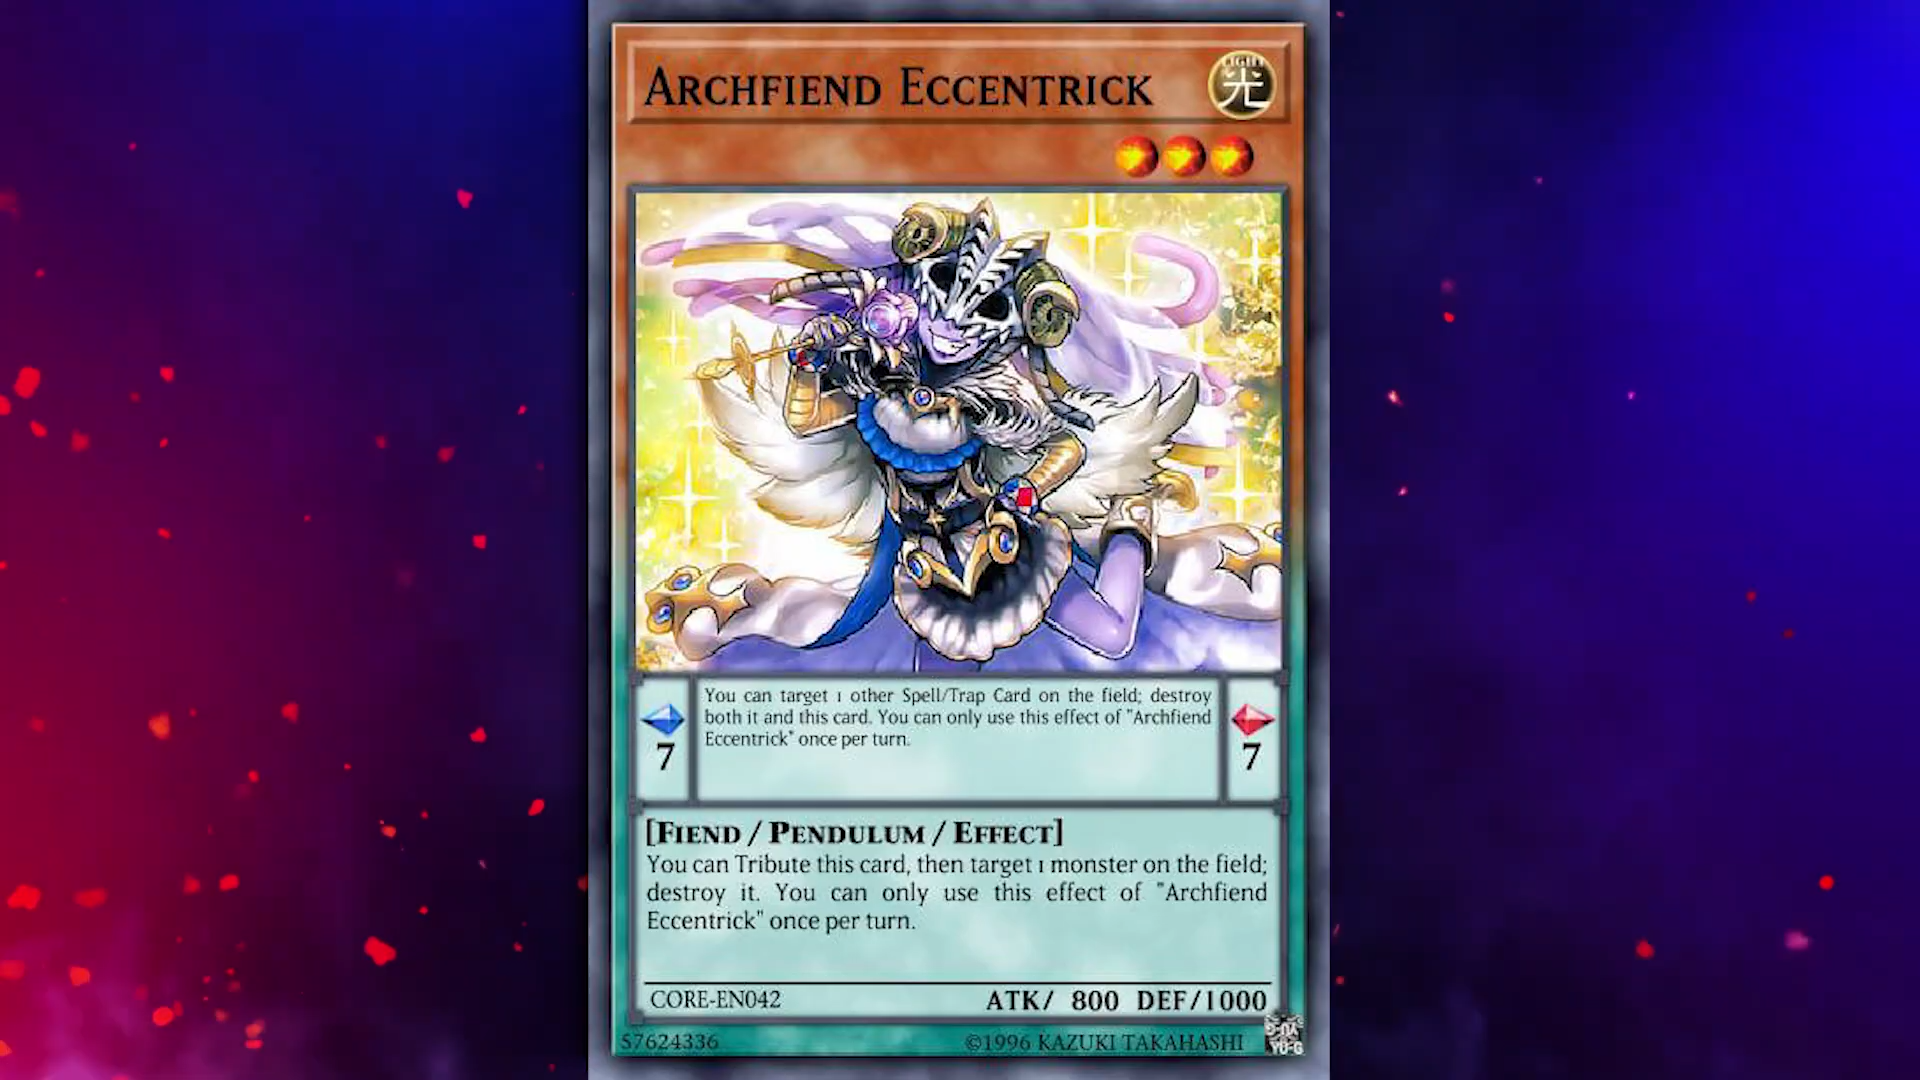 ARCHFIEND ECCENTRICK
LIGHT
光
You can target 1 other Spell/Trap Card on the field; destroy
both it and this card. You can only use this effect of "Archfiend
Eccentrick" once per turn.
7
7
[FIEND / PENDULUM / EFFECT]
You can Tribute this card, then target 1 monster on the field;
destroy it. You can only use this effect of "Archfiend
Eccentrick" once per turn.
CORE-EN042
ATK/ 800 DEF/1000
57624336
©1996 KAZUKI TAKAHASHI